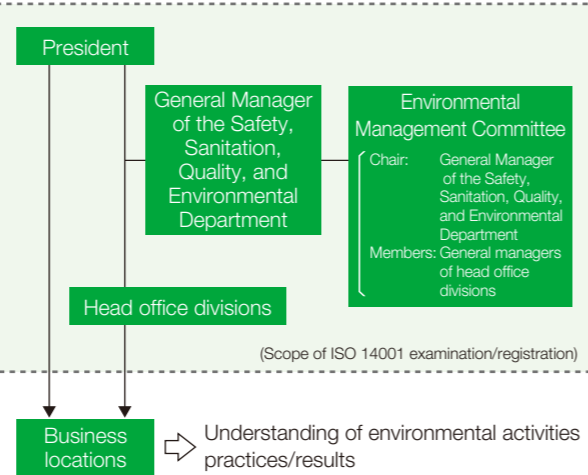 President
General Manager
of the Safety,
Sanitation,
Quality, and
Environmental
Department
Environmental
Management Committee
Chair: General Manager
of the Safety,
Sanitation, Quality,
and Environmental
Department
Members: General managers
of head office
divisions
Head office divisions
(Scope of ISO 14001 examination/registration)
Business
locations
Understanding of environmental activities
practices/results